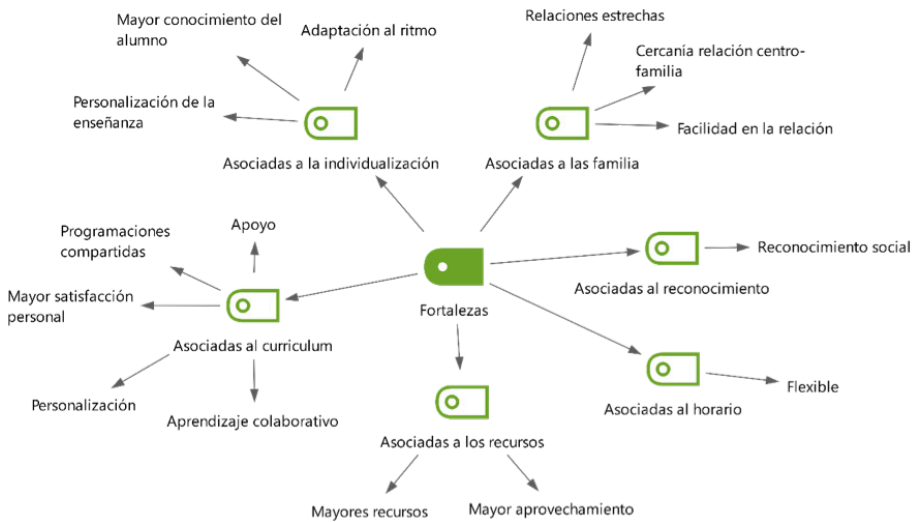 Relaciones estrechas
Mayor conocimiento del
alumno
Adaptación al ritmo
Cercanía relación centro-
familia
Personalización de la
enseñanza
Facilidad en la relación
Asociadas a la individualización
Asociadas a las familia
Programaciones
compartidas
Apoyo
Reconocimiento social
Asociadas al reconocimiento
Mayor satisfacción
personal
Fortalezas
Asociadas al curriculum
Flexible
Asociadas al horario
Personalización
Aprendizaje colaborativo
Asociadas a los recursos
Mayores recursos
Mayor aprovechamiento